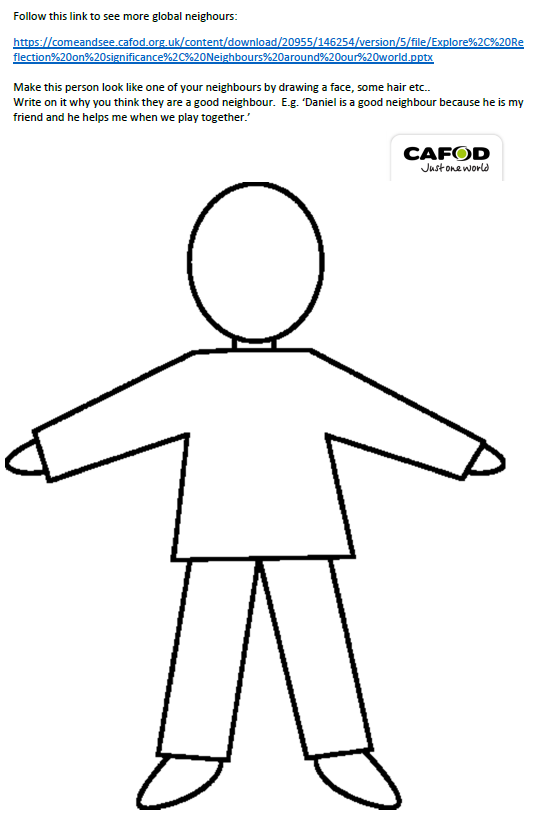 Follow this link to see more global neighours:
https://comeandsee.cafod.org.uk/content/download/20955/146254/version/5/file/Explore%2C%20Re
flection%20on%20significance%2C%20Neighbours%20around%20our%20world.pptx
Make this person look like one of your neighbours by drawing a face, some hair etc..
Write on it why you think they are a good neighbour.  E.g. ‘Daniel is a good neighbour because he is my
friend and he helps me when we play together.’
CAFOD
Just one world